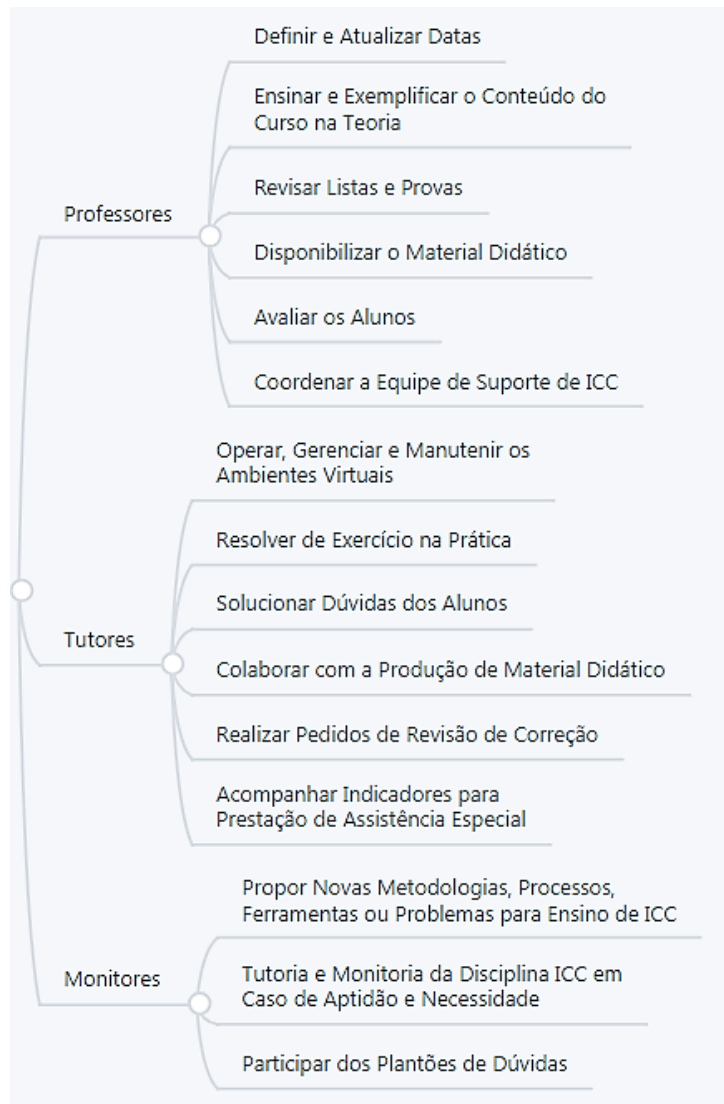 Definir e Atualizar Datas
Ensinar e Exemplificar o Conteúdo do
Curso na Teoria
Revisar Listas e Provas
Professores
Disponibilizar o Material Didático
Avaliar os Alunos
Coordenar a Equipe de Suporte de ICC
Operar, Gerenciar e Manutenir os
Ambientes Virtuais
Resolver de Exercício na Prática
Solucionar Dúvidas dos Alunos
Tutores
Colaborar com a Produção de Material Didático
Realizar Pedidos de Revisão de Correção
Acompanhar Indicadores para
Prestação de Assistência Especial
Propor Novas Metodologias, Processos,
Ferramentas ou Problemas para Ensino de ICC
Monitores
Tutoria e Monitoria da Disciplina ICC em
Caso de Aptidão e Necessidade
Participar dos Plantões de Dúvidas